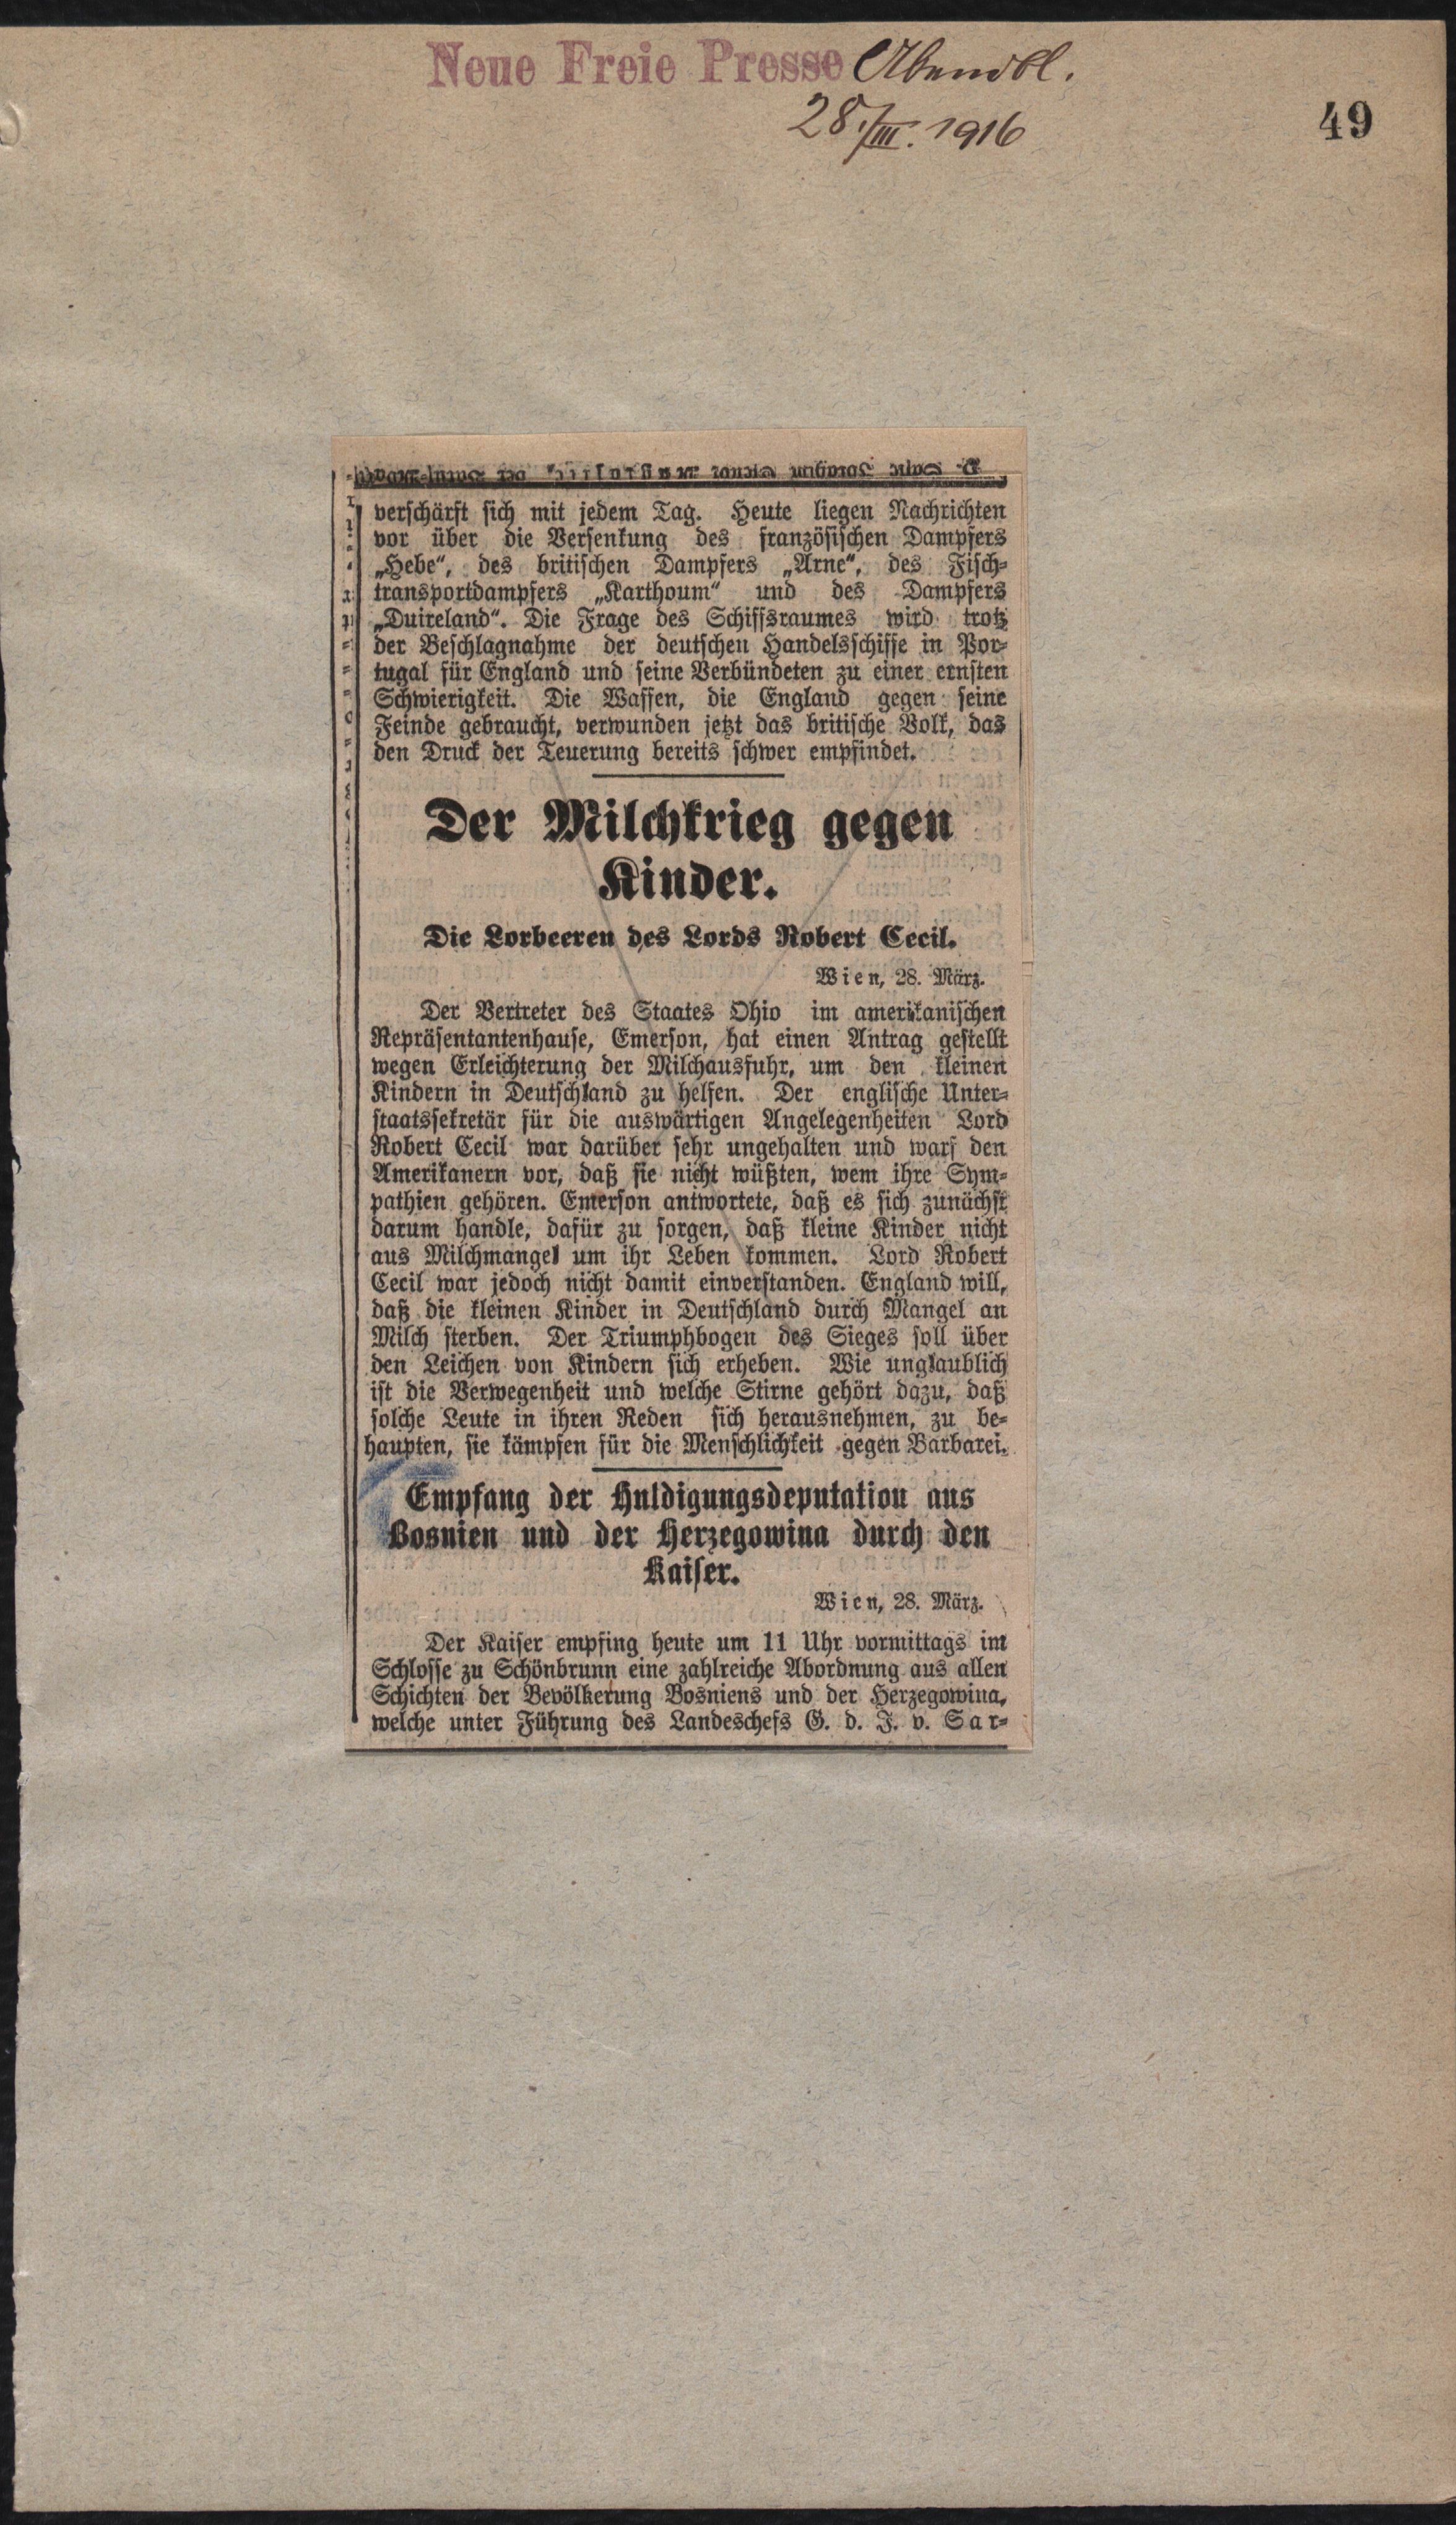 Neue Freie Presse Abendbl.
28./III. 1916
49
verschärft sich mit jedem Tag. Heute liegen Nachrichten
vor über die Versenkung des französischen Dampfers
„Hebe“, des britischen Dampfers „Arne“, des Fisch-
transportdampfers „Karthoum“ und des Dampfers
„Duireland“. Die Frage des Schiffsraumes wird trotz
der Beschlagnahme der deutschen Handelsschiffe in Por-
tugal für England und seine Verbündeten zu einer ernsten
Schwierigkeit. Die Waffen, die England gegen seine
Feinde gebraucht, verwunden jetzt das britische Volk, das
den Druck der Teuerung bereits schwer empfindet.
Der Milchkrieg gegen
Kinder.
Die Lorbeeren des Lords Robert Cecil.
Wien, 28. März.
Der Vertreter des Staates Ohio im amerikanischen
Repräsentantenhause, Emerson, hat einen Antrag gestellt
wegen Erleichterung der Milchausfuhr, um den kleinen
Kindern in Deutschland zu helfen. Der englische Unter-
staatssekretär für die auswärtigen Angelegenheiten Lord
Robert Cecil war darüber sehr ungehalten und warf den
Amerikanern vor, daß sie nicht wüßten, wem ihre Sym-
pathien gehören. Emerson antwortete, daß es sich zunächst
darum handle, dafür zu sorgen, daß kleine Kinder nicht
aus Milchmangel um ihr Leben kommen. Lord Robert
Cecil war jedoch nicht damit einverstanden. England will,
daß die kleinen Kinder in Deutschland durch Mangel an
Milch sterben. Der Triumphbogen des Sieges soll über
den Leichen von Kindern sich erheben. Wie unglaublich
ist die Verwegenheit und welche Stirne gehört dazu, daß
solche Leute in ihren Reden sich herausnehmen, zu be-
haupten, sie kämpfen für die Menschlichkeit gegen Barbarei.
Empfang der Huldigungsdeputation aus
Bosnien und der Herzegowina durch den
Kaiser.
Wien, 28. März.
Der Kaiser empfing heute um 11 Uhr vormittags im
Schlosse zu Schönbrunn eine zahlreiche Abordnung aus allen
Schichten der Bevölkerung Bosniens und der Herzegowina,
welche unter Führung des Landeschefs G. d. J. v. Sar-